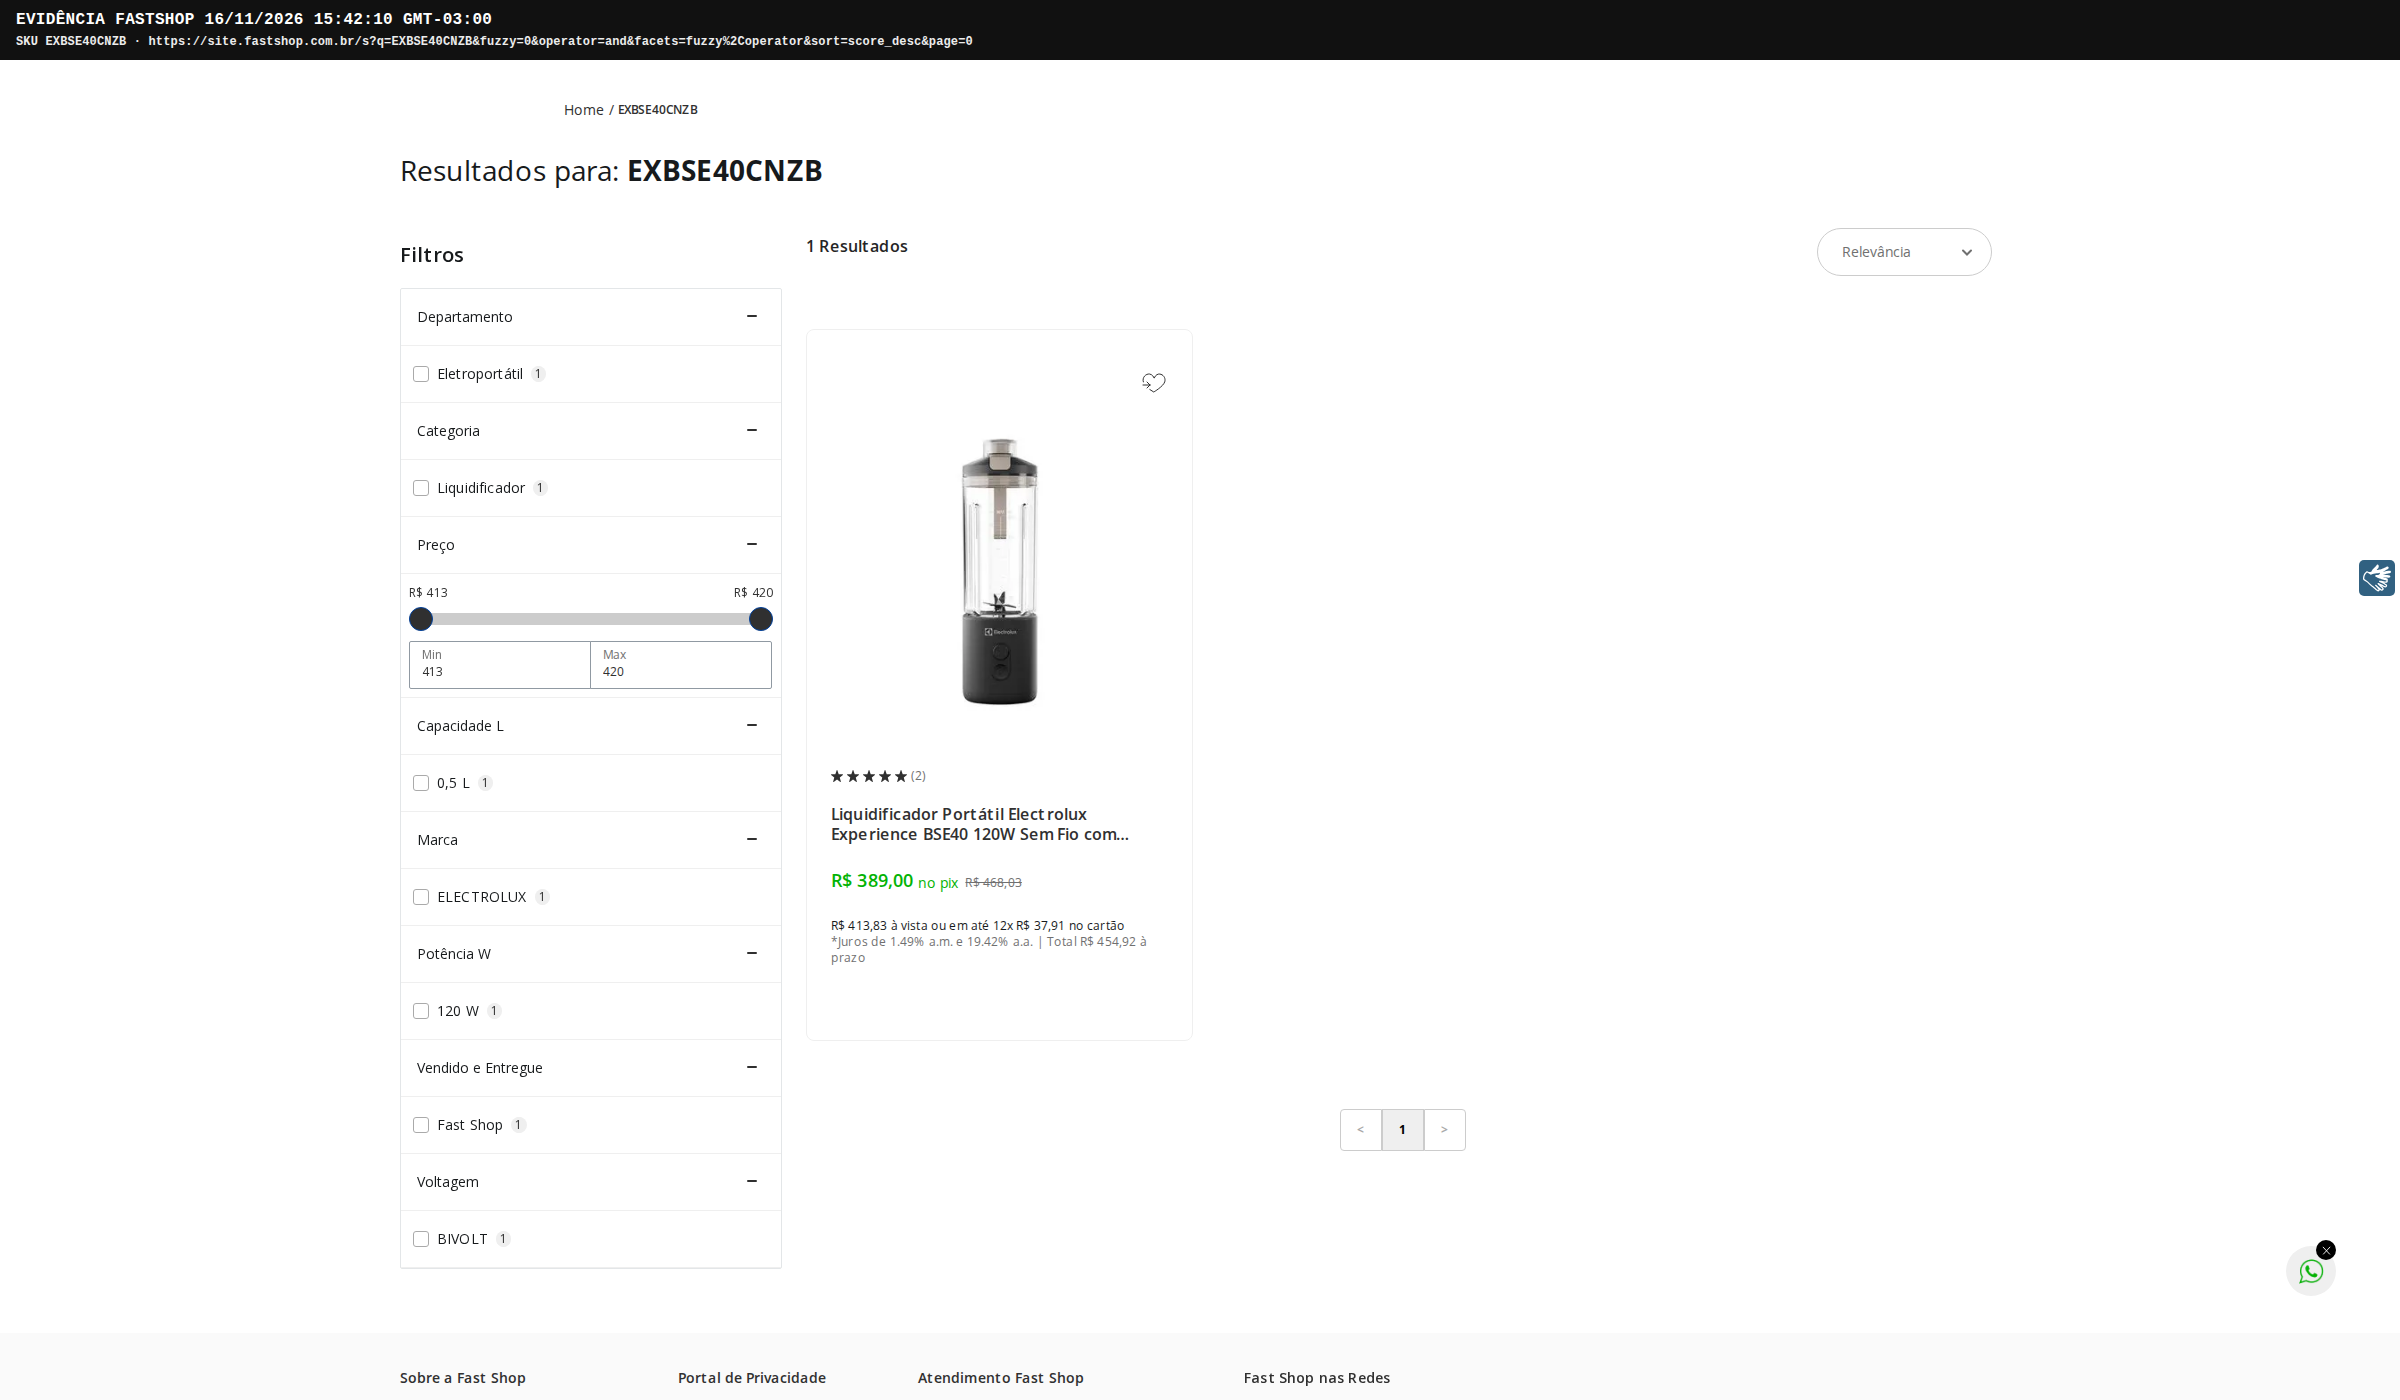 EVIDÊNCIA FASTSHOP 16/11/2026 15:42:10 GMT-03:00
SKU EXBSE40CNZB · https://site.fastshop.com.br/s?q=EXBSE40CNZB&fuzzy=0&operator=and&facets=fuzzy%2Coperator&sort=score_desc&page=0
Home / EXBSE40CNZB
Resultados para: EXBSE40CNZB
Filtros
1 Resultados
Relevância
Departamento
Eletroportátil 1
Categoria
Liquidificador 1
Preço
R$ 413
R$ 420
Min
413
Max
420
Capacidade L
0,5 L 1
Marca
ELECTROLUX 1
Potência W
120 W 1
Vendido e Entregue
Fast Shop 1
Voltagem
BIVOLT 1
Electrolux
(2)
Liquidificador Portátil Electrolux
Experience BSE40 120W Sem Fio com...
R$ 389,00 no pix R$ 468,03
R$ 413,83 à vista ou em até 12x R$ 37,91 no cartão
*Juros de 1.49% a.m. e 19.42% a.a. | Total R$ 454,92 à
prazo
< 1 >
Sobre a Fast Shop
Portal de Privacidade
Atendimento Fast Shop
Fast Shop nas Redes